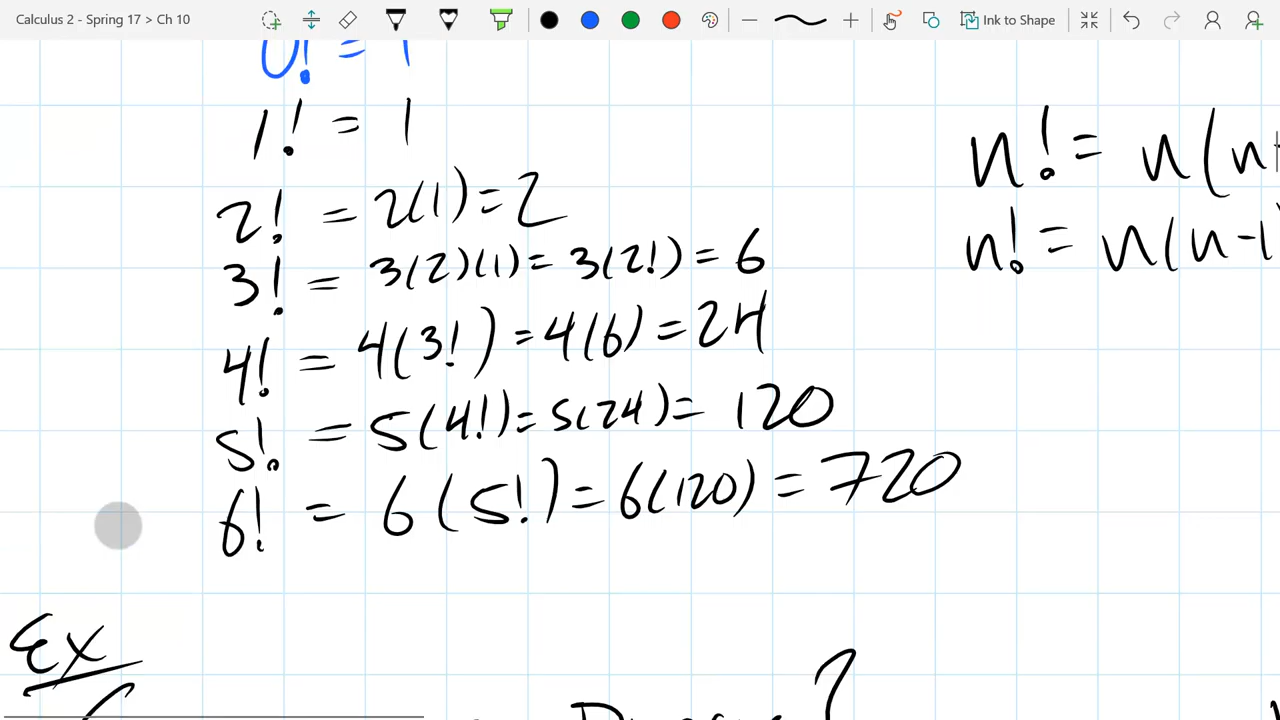 Calculus 2 - Spring 17 > Ch 10
Ink to Shape
0! = 1
1! = 1
2! = 2(1) = 2
3! = 3(2)(1) = 3(2!) = 6
4! = 4(3!) = 4(6) = 24
5! = 5(4!) = 5(24) = 120
6! = 6(5!) = 6(120) = 720
n! = n(n
n! = n(n-1
Ex
?